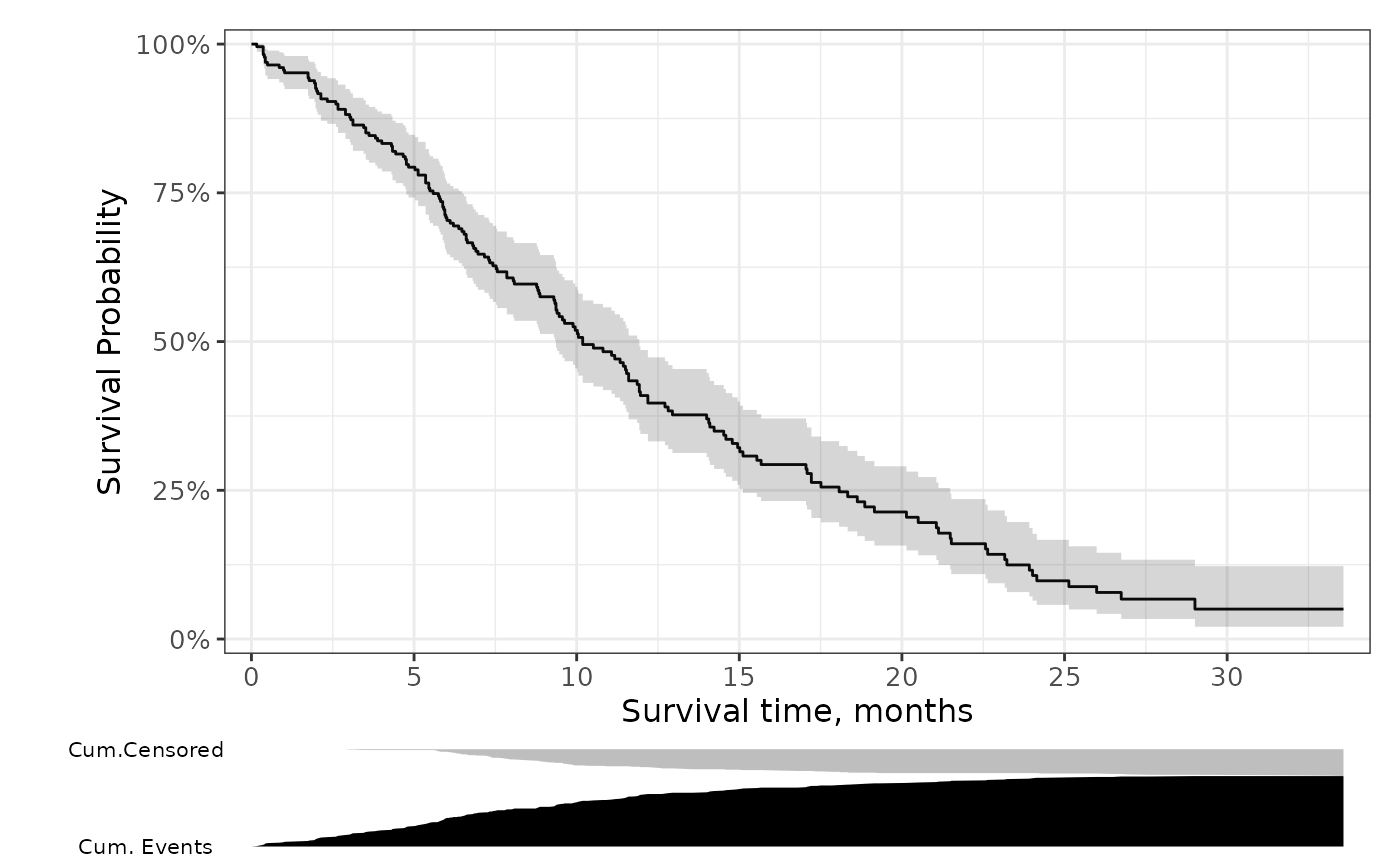 100%
75%
50%
25%
0%
Survival Probability
0 5 10 15 20 25 30
Survival time, months
Cum.Censored
Cum. Events